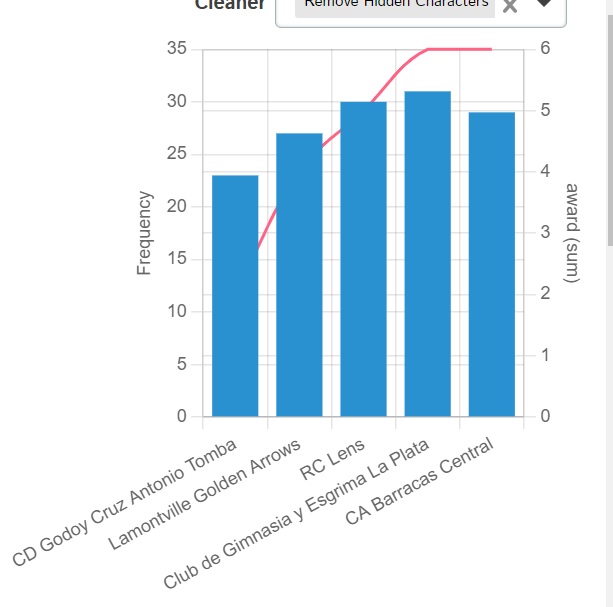 Cleaner
Remove Hidden Characters
35
30
25
20
15
10
5
0
Frequency
6
5
4
3
2
1
0
award (sum)
CD Godoy Cruz Antonio Tomba
Lamontville Golden Arrows
RC Lens
Club de Gimnasia y Esgrima La Plata
CA Barracas Central